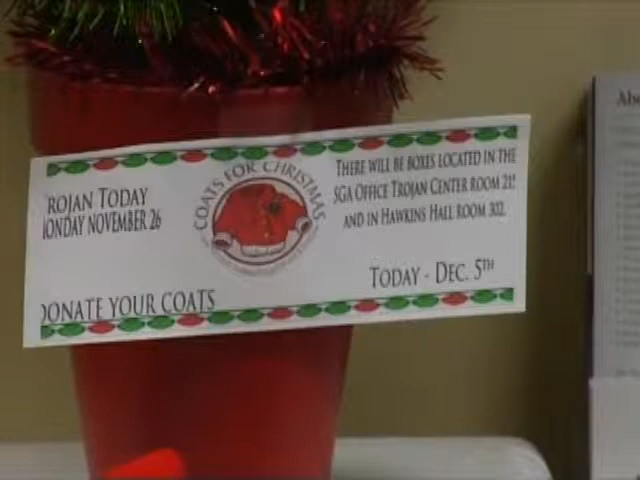 ROJAN TODAY
ONDAY NOVEMBER 26
DONATE YOUR COATS
COATS FOR CHRISTMAS
THERE WILL BE BOXES LOCATED IN THE
SGA OFFICE TROJAN CENTER ROOM 21
AND IN HAWKINS HALL ROOM 302.
TODAY - DEC. 5TH